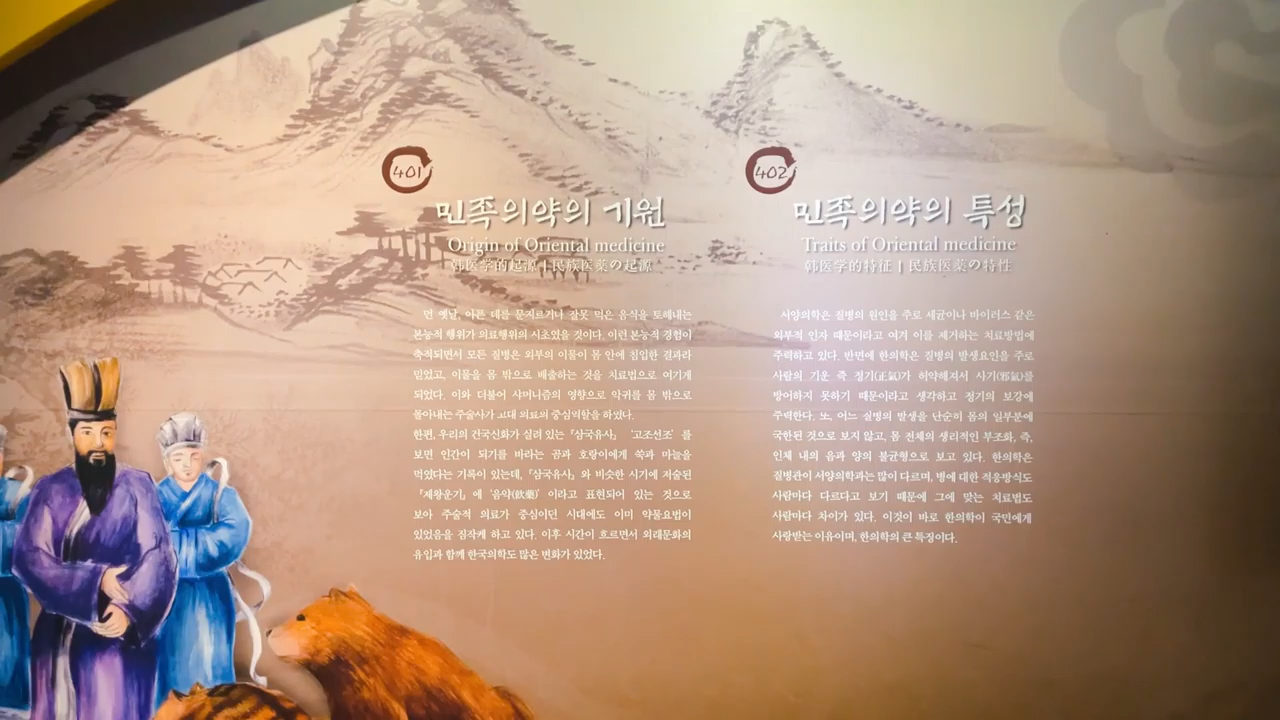 401
민족의약의 기원
Origin of Oriental medicine
韩医学的起源 | 民族医薬の起源
먼 옛날, 아픈 데를 문지르거나 잘못 먹은 음식을 토해내는
본능적 행위가 의료행위의 시초였을 것이다. 이런 본능적 경험이
축적되면서 모든 질병은 외부의 이물이 몸 안에 침입한 결과라
믿었고, 이물을 몸 밖으로 배출하는 것을 치료법으로 여기게
되었다. 이와 더불어 샤머니즘의 영향으로 악귀를 몸 밖으로
몰아내는 주술사가 고대 의료의 중심역할을 하였다.
한편, 우리의 건국신화가 실려 있는 『삼국유사』 '고조선조' 를
보면 인간이 되기를 바라는 곰과 호랑이에게 쑥과 마늘을
먹였다는 기록이 있는데, 『삼국유사』와 비슷한 시기에 저술된
『제왕운기』에 '음약(飮藥)' 이라고 표현되어 있는 것으로
보아 주술적 의료가 중심이던 시대에도 이미 약물요법이
있었음을 짐작케 하고 있다. 이후 시간이 흐르면서 외래문화의
유입과 함께 한국의학도 많은 변화가 있었다.
402
민족의약의 특성
Traits of Oriental medicine
韩医学的特征 | 民族医薬の特性
서양의학은 질병의 원인을 주로 세균이나 바이러스 같은
외부적 인자 때문이라고 여겨 이를 제거하는 치료방법에
주력하고 있다. 반면에 한의학은 질병의 발생요인을 주로
사람의 기운 즉 정기(正氣)가 허약해져서 사기(邪氣)를
방어하지 못하기 때문이라고 생각하고 정기의 보강에
주력한다. 또, 어느 질병의 발생을 단순히 몸의 일부분에
국한된 것으로 보지 않고, 몸 전체의 생리적인 부조화, 즉,
인체 내의 음과 양의 불균형으로 보고 있다. 한의학은
질병관이 서양의학과는 많이 다르며, 병에 대한 적응방식도
사람마다 다르다고 보기 때문에 그에 맞는 치료법도
사람마다 차이가 있다. 이것이 바로 한의학이 국민에게
사랑받는 이유이며, 한의학의 큰 특징이다.